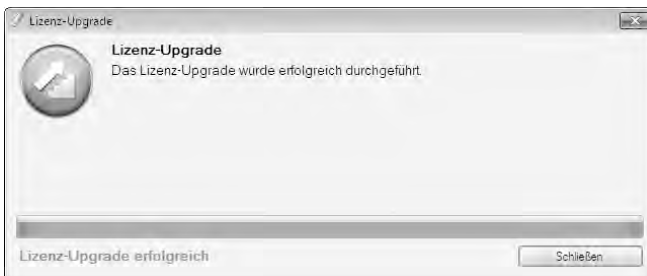 Lizenz-Upgrade
Lizenz-Upgrade
Das Lizenz-Upgrade wurde erfolgreich durchgeführt.
Lizenz-Upgrade erfolgreich
Schließen